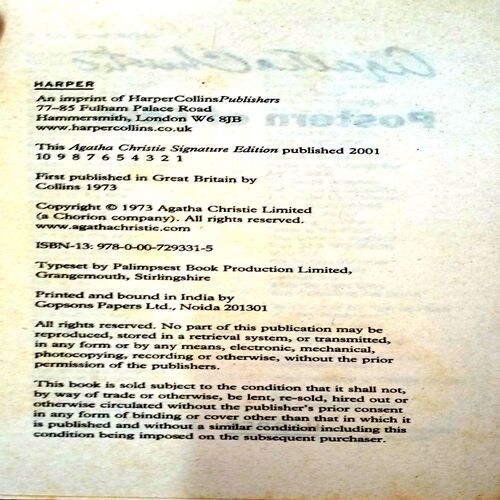 HARPER
An imprint of HarperCollinsPublishers
77–85 Fulham Palace Road
Hammersmith, London W6 8JB
www.harpercollins.co.uk
This Agatha Christie Signature Edition published 2001
10 9 8 7 6 5 4 3 2 1
First published in Great Britain by
Collins 1973
Copyright © 1973 Agatha Christie Limited
(a Chorion company). All rights reserved.
www.agathachristie.com
ISBN-13: 978-0-00-729331-5
Typeset by Palimpsest Book Production Limited,
Grangemouth, Stirlingshire
Printed and bound in India by
Gopsons Papers Ltd., Noida 201301
All rights reserved. No part of this publication may be
reproduced, stored in a retrieval system, or transmitted,
in any form or by any means, electronic, mechanical,
photocopying, recording or otherwise, without the prior
permission of the publishers.
This book is sold subject to the condition that it shall not,
by way of trade or otherwise, be lent, re-sold, hired out or
otherwise circulated without the publisher's prior consent
in any form of binding or cover other than that in which it
is published and without a similar condition including this
condition being imposed on the subsequent purchaser.